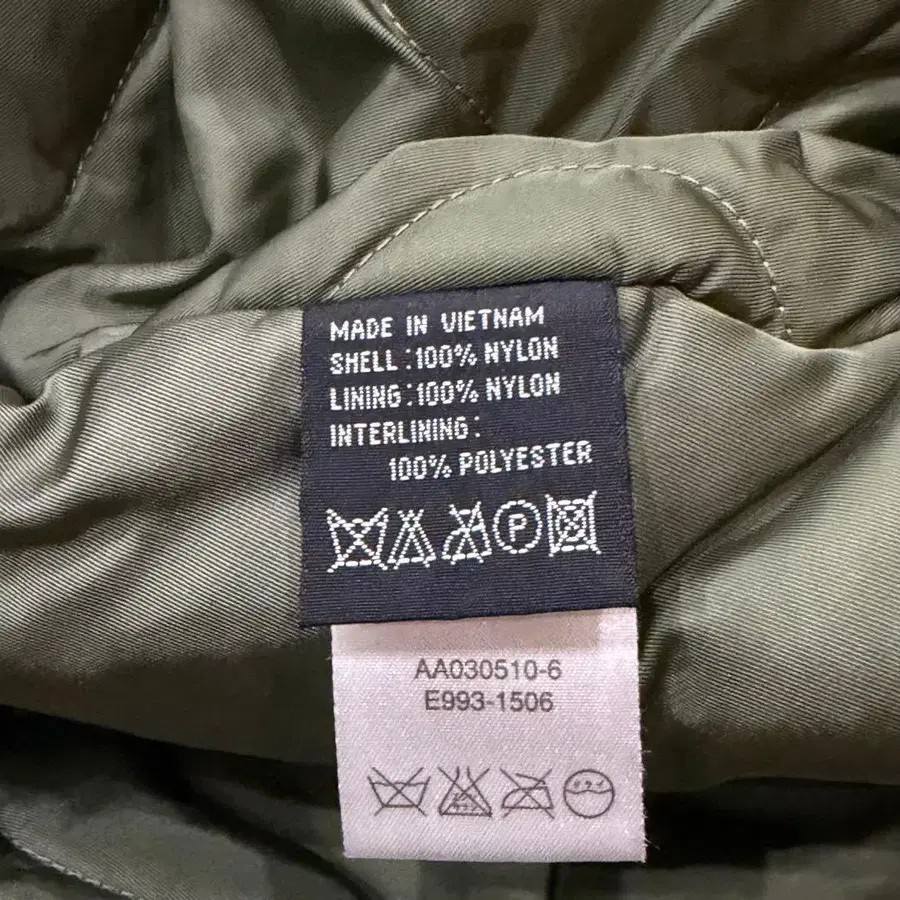 MADE IN VIETNAM
SHELL:100% NYLON
LINING:100% NYLON
INTERLINING:
100% POLYESTER
P
AA030510-6
E993-1506